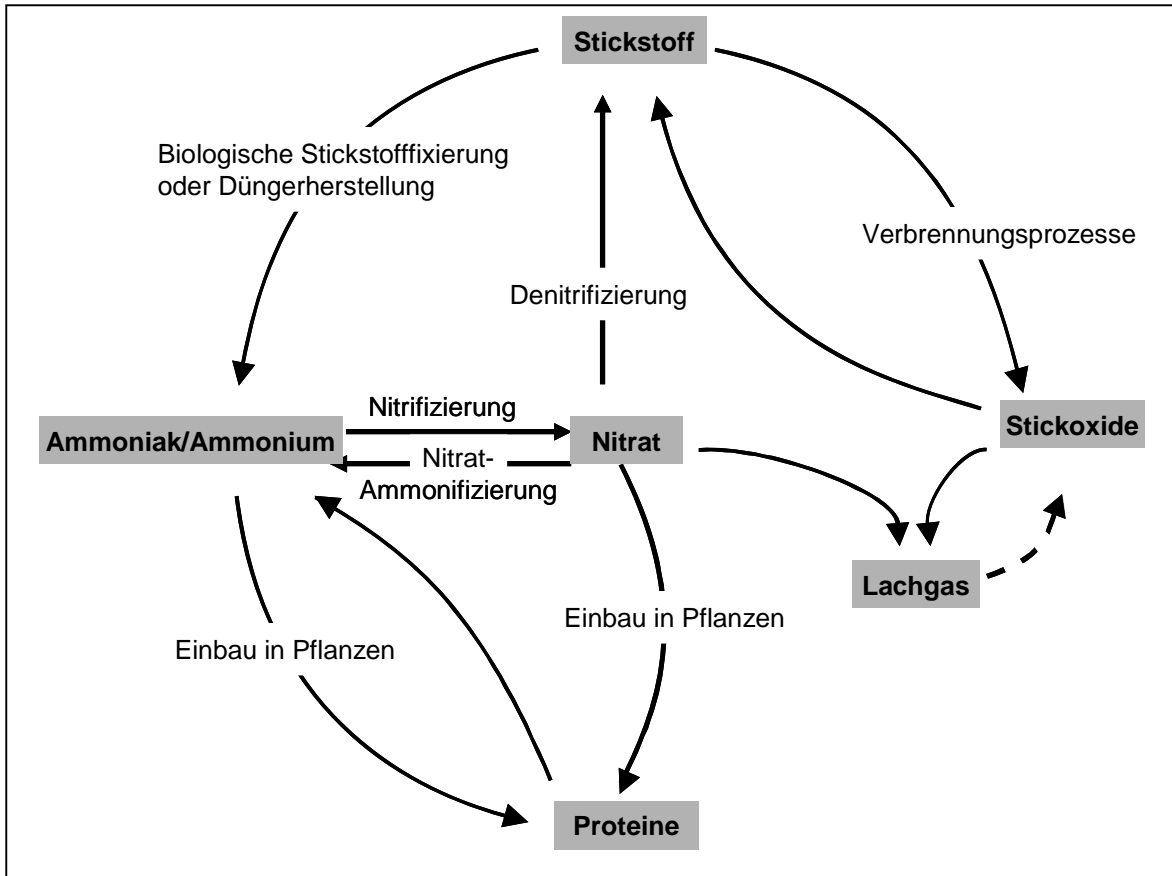 Stickstoff
Biologische Stickstofffixierung
oder Düngerherstellung
Verbrennungsprozesse
Denitrifizierung
Nitrifizierung
Ammoniak/Ammonium
Nitrat
Stickoxide
Nitrat-
Ammonifizierung
Lachgas
Einbau in Pflanzen
Einbau in Pflanzen
Proteine